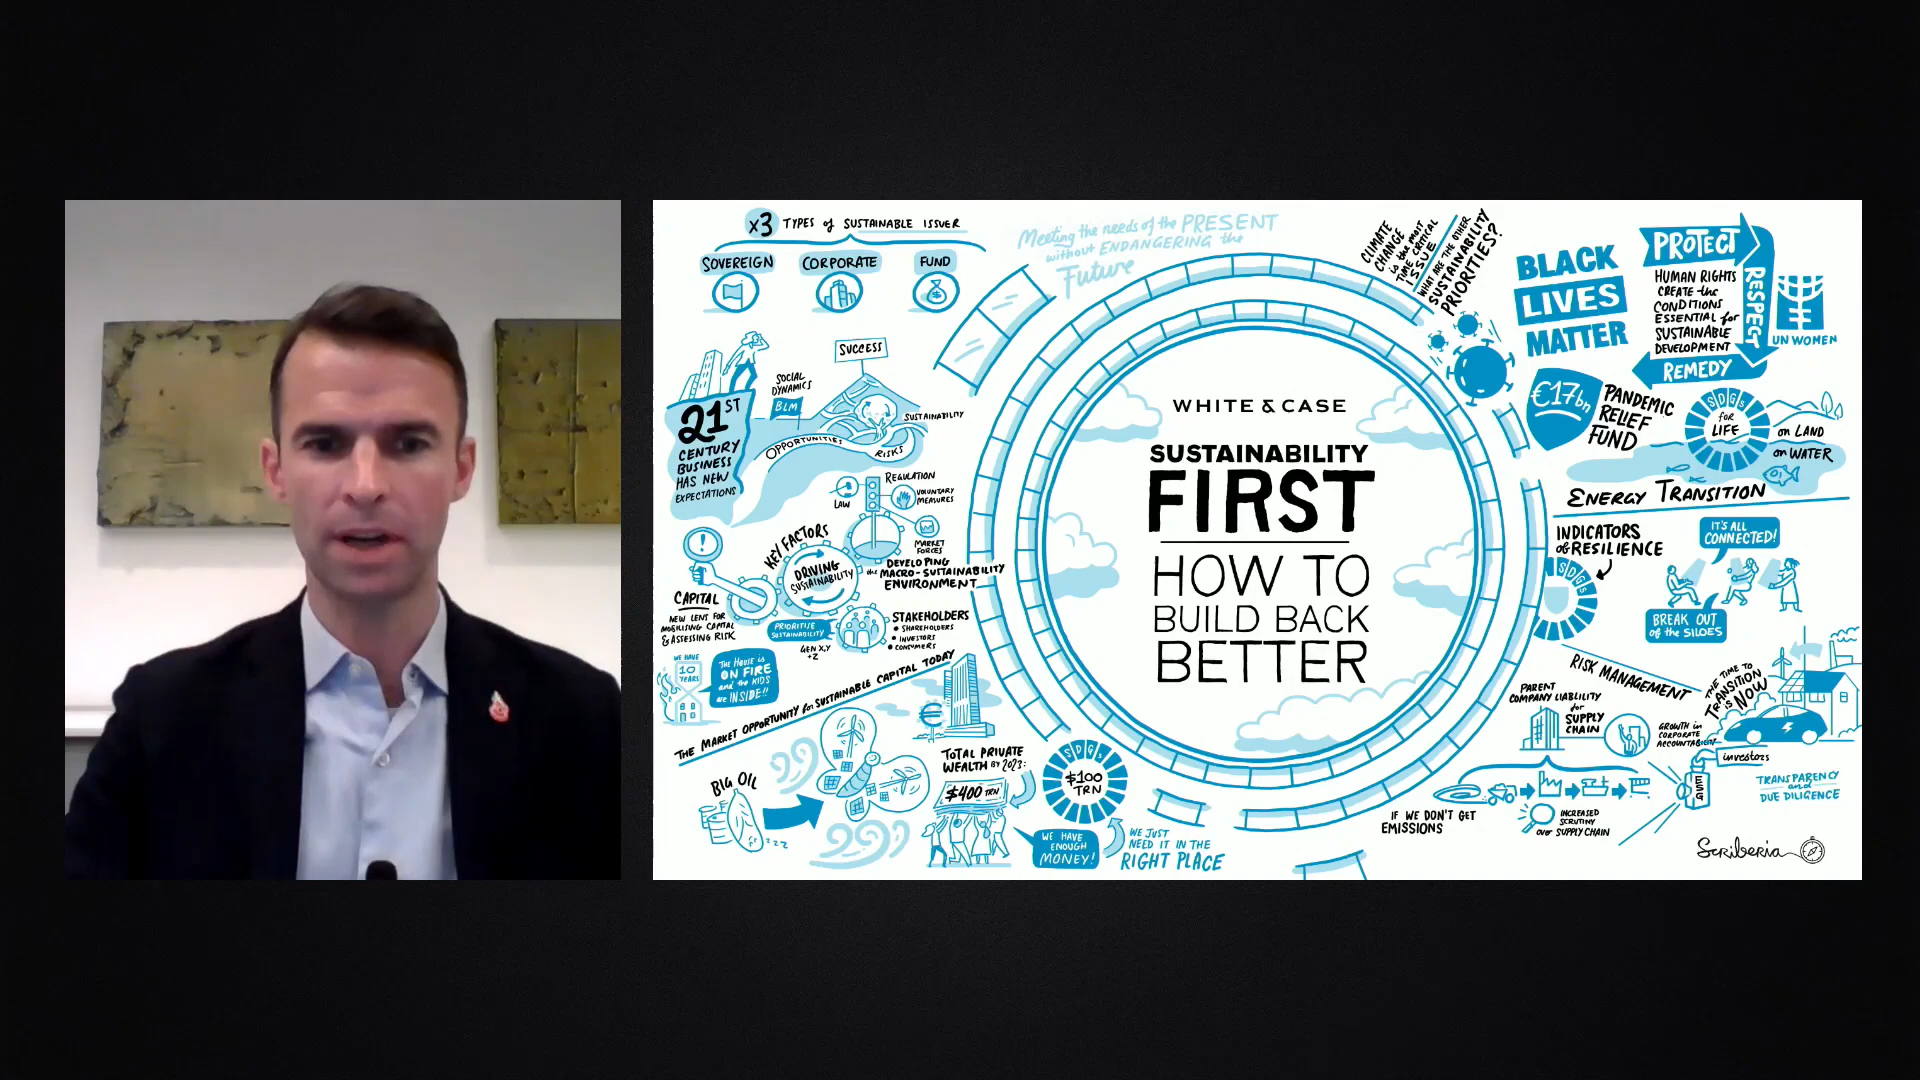 x3 TYPES of SUSTAINABLE ISSUER
SOVEREIGN
CORPORATE
FUND
21ST
CENTURY
BUSINESS
HAS NEW
EXPECTATIONS
SOCIAL
DYNAMICS
BLM
SUCCESS
SUSTAINABILITY
OPPORTUNITIES
RISKS
REGULATION
LAW
VOLUNTARY
MEASURES
MARKET
FORCES
KEY FACTORS
DRIVING
SUSTAINABILITY
DEVELOPING
the MACRO-SUSTAINABILITY
ENVIRONMENT
CAPITAL
NEW LENS FOR
MOBILISING CAPITAL
& ASSESSING RISK
PRIORITISE
SUSTAINABILITY
GEN X,Y
+Z
STAKEHOLDERS
• SHAREHOLDERS
• INVESTORS
• CONSUMERS
WE HAVE
10
YEARS
THE HOUSE is
ON FIRE
and the KIDS
are INSIDE!!
THE MARKET OPPORTUNITY for SUSTAINABLE CAPITAL TODAY
BIG OIL
zzz
€
TOTAL PRIVATE
WEALTH BY 2023:
$400 TRN
WE HAVE
ENOUGH
MONEY!
SDGs
$100
TRN
WE JUST
NEED IT IN THE
RIGHT PLACE
Meeting the needs of the PRESENT
without ENDANGERING the
Future
WHITE & CASE
SUSTAINABILITY
FIRST
HOW TO
BUILD BACK
BETTER
CLIMATE
CHANGE
is the MOST
TIME CRITICAL
ISSUE
WHAT ARE THE OTHER
SUSTAINABILITY
PRIORITIES?
BLACK
LIVES
MATTER
PROTECT
RESPECT
REMEDY
HUMAN RIGHTS
CREATE the
CONDITIONS
ESSENTIAL for
SUSTAINABLE
DEVELOPMENT
UN WOMEN
€17bn
PANDEMIC
RELIEF
FUND
SDGs
for
LIFE
on LAND
on WATER
ENERGY TRANSITION
INDICATORS
of RESILIENCE
SDGs
IT'S ALL
CONNECTED!
BREAK OUT
of the SILOES
RISK MANAGEMENT
THE TIME TO
TRANSITION
is NOW
PARENT
COMPANY LIABLILITY
for
SUPPLY
CHAIN
GROWTH in
CORPORATE
ACCOUNTABILITY
investors
ESG
TRANSPARENCY
and
DUE DILIGENCE
IF WE DON'T GET
EMISSIONS
INCREASED
SCRUTINY
over SUPPLY CHAIN
Scriberia